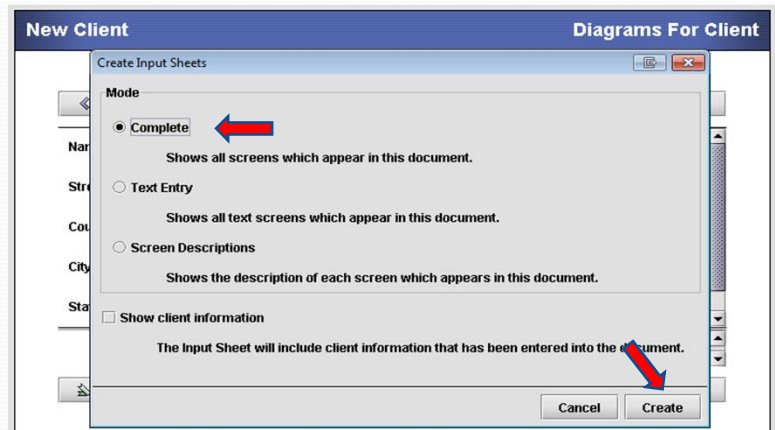 New Client Diagrams For Client
Create Input Sheets
Mode
Complete
Shows all screens which appear in this document.
Text Entry
Shows all text screens which appear in this document.
Screen Descriptions
Shows the description of each screen which appears in this document.
Show client information
The Input Sheet will include client information that has been entered into the
Cancel Create
City